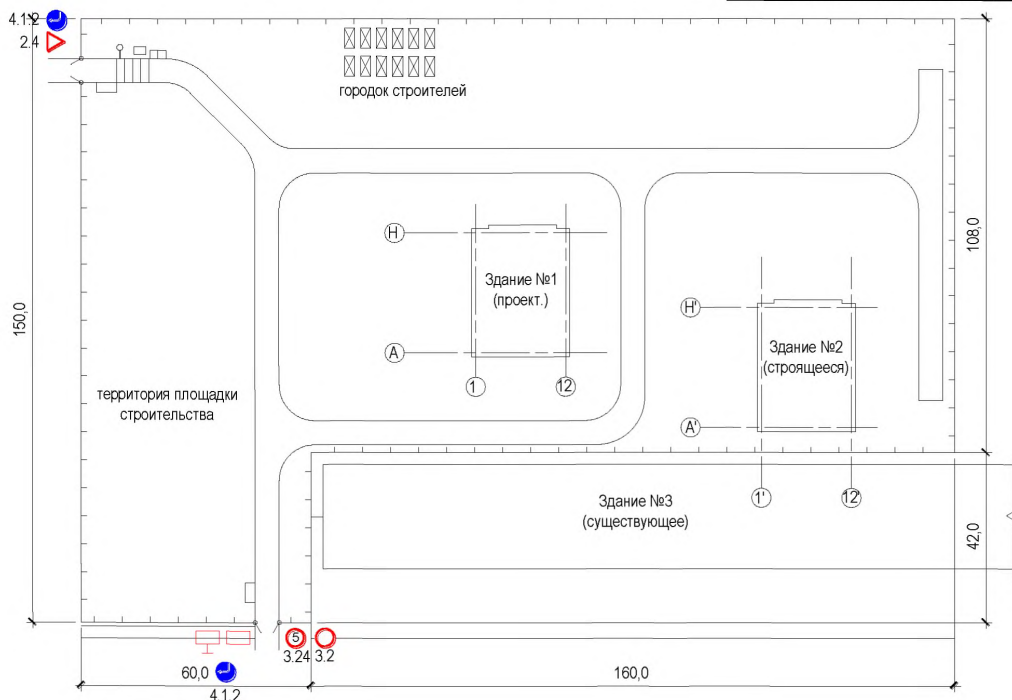 4.1.2
2.4
городок строителей
Н
Здание №1
(проект.)
108,0
Н'
150,0
Здание №2
(строящееся)
А
1
12
территория площадки
строительства
А'
Здание №3
(существующее)
1'
12'
42,0
5
3.24
3.2
60,0
160,0
4.1.2